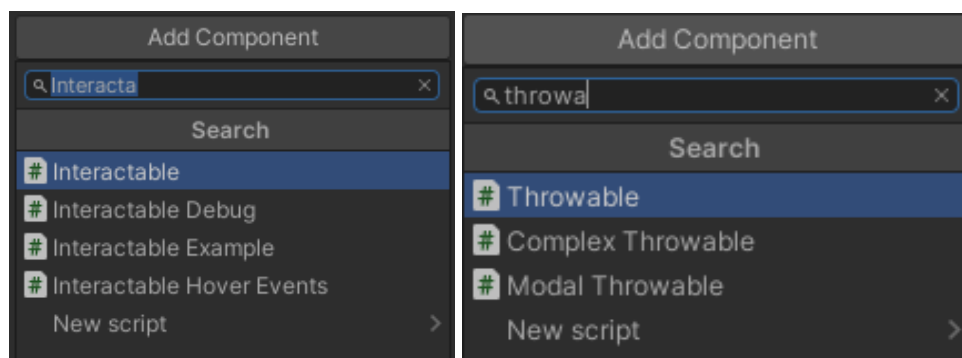 Add Component
Interacta
Search
Interactable
Interactable Debug
Interactable Example
Interactable Hover Events
New script
Add Component
throwa
Search
Throwable
Complex Throwable
Modal Throwable
New script